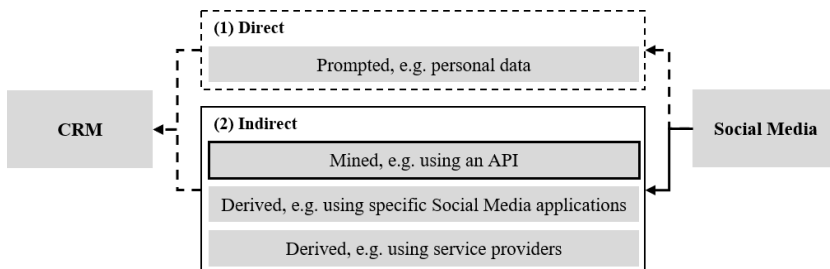 (1) Direct
Prompted, e.g. personal data
CRM
(2) Indirect
Mined, e.g. using an API
Derived, e.g. using specific Social Media applications
Derived, e.g. using service providers
Social Media